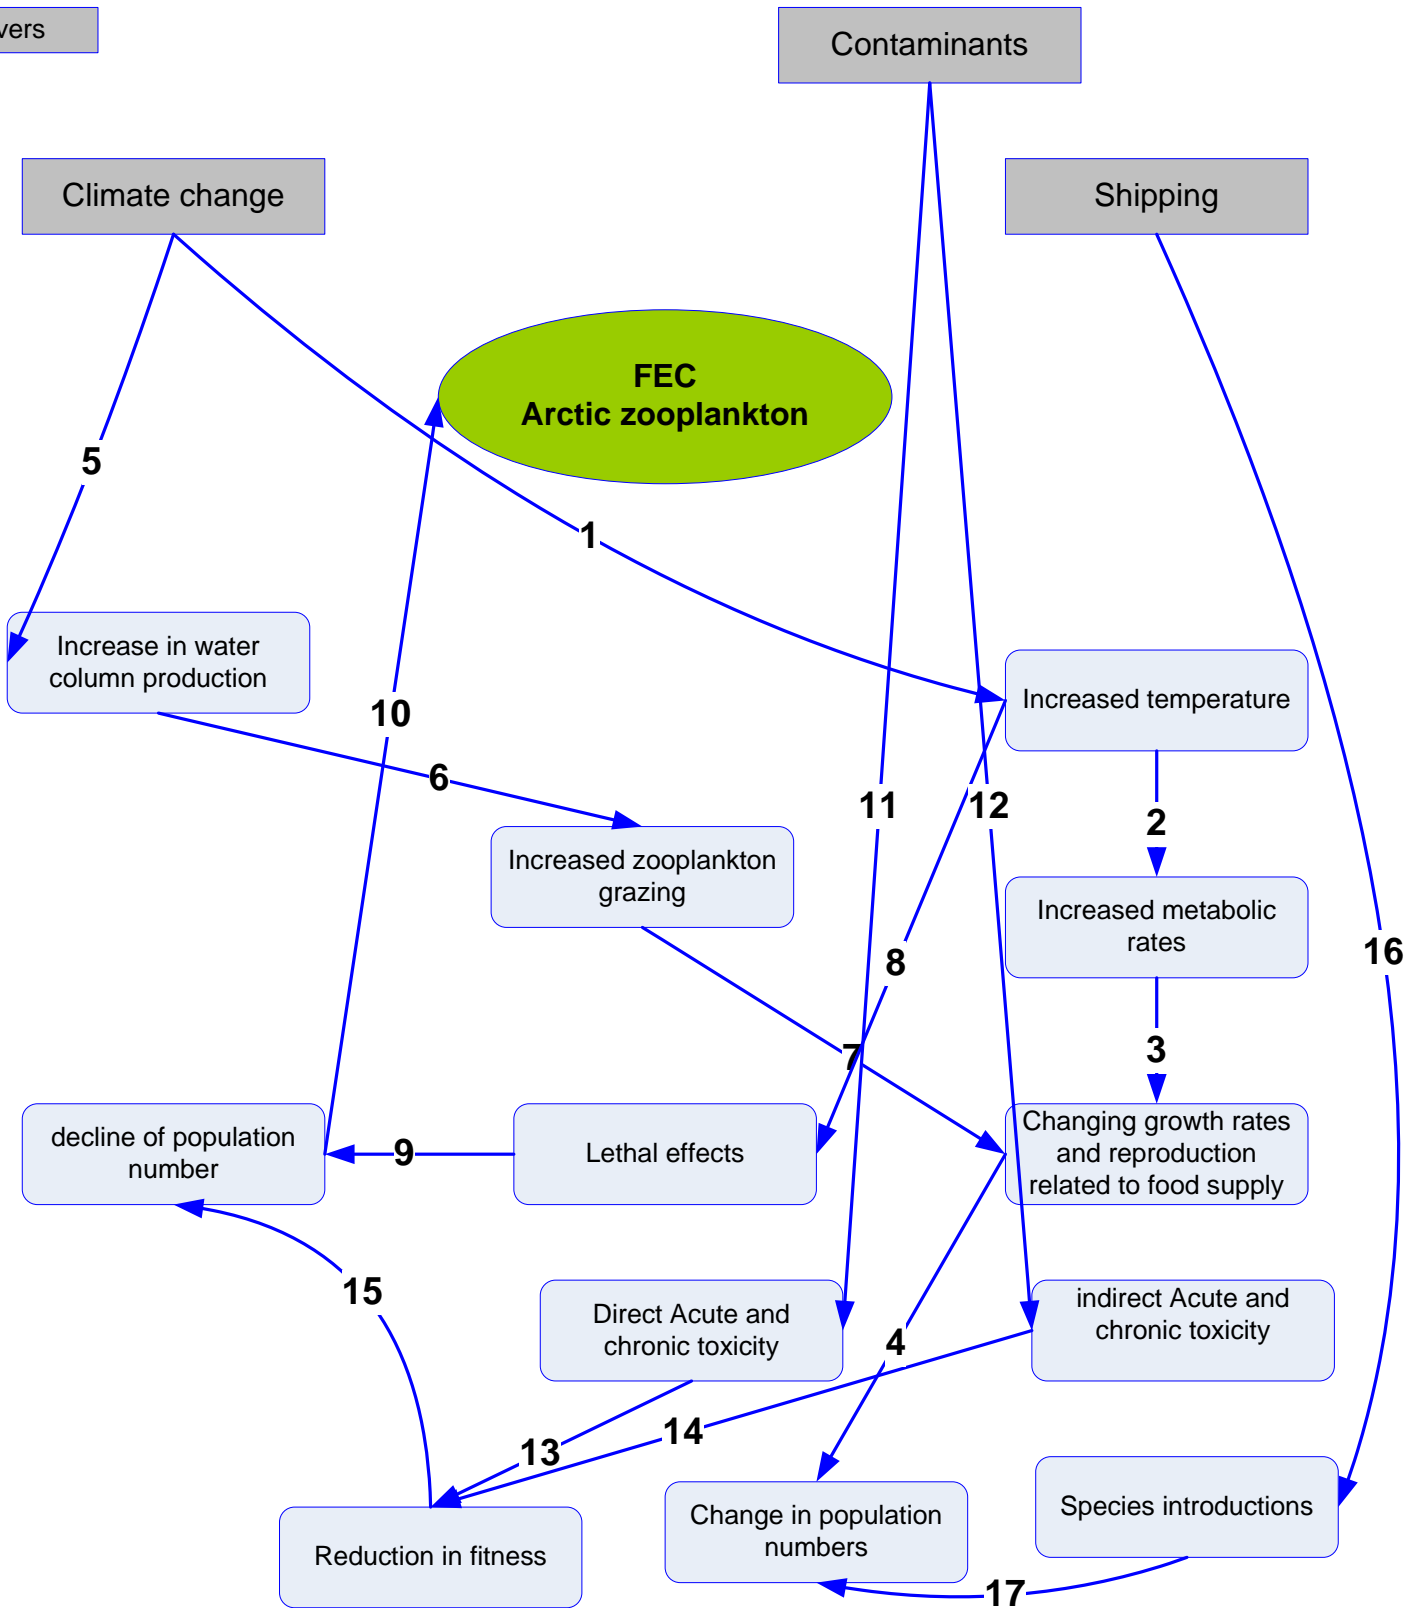 vers
Contaminants
Climate change
Shipping
FEC
Arctic zooplankton
5
1
Increase in water
column production
Increased temperature
10
6
11
12
2
Increased zooplankton
grazing
Increased metabolic
rates
8
16
7
3
decline of population
number
9
Lethal effects
Changing growth rates
and reproduction
related to food supply
15
Direct Acute and
chronic toxicity
4
indirect Acute and
chronic toxicity
13
14
Reduction in fitness
Change in population
numbers
Species introductions
17